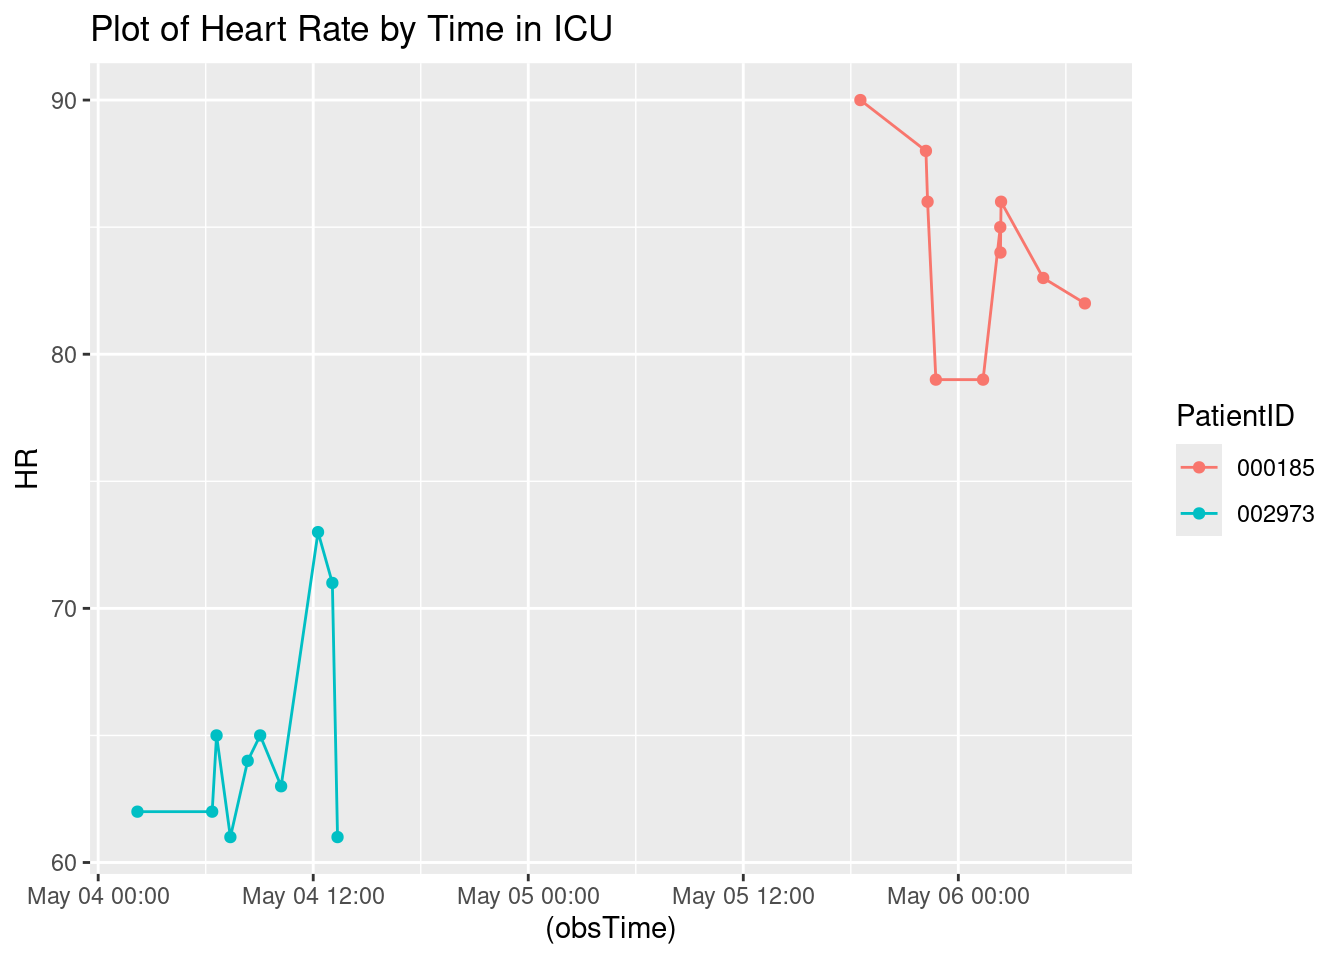 Plot of Heart Rate by Time in ICU
90
80
70
60
HR
May 04 00:00 May 04 12:00 May 05 00:00 May 05 12:00 May 06 00:00
(obsTime)
PatientID
000185
002973